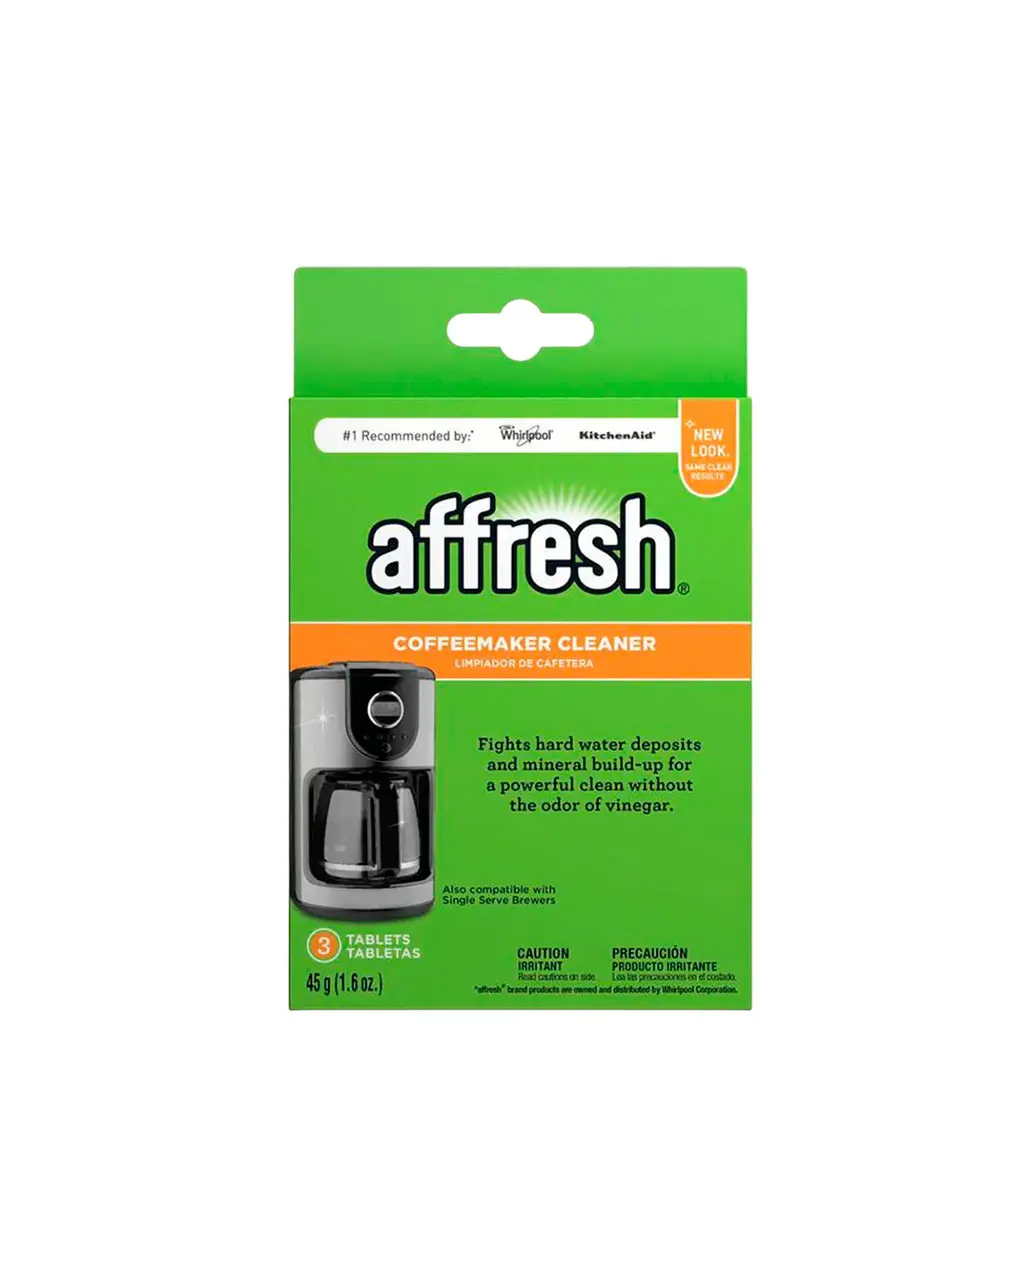 #1 Recommended by:*
Whirlpool®
KitchenAid®
NEW
LOOK.
SAME CLEAN
RESULTS
affresh®
COFFEEMAKER CLEANER
LIMPIADOR DE CAFETERA
Fights hard water deposits
and mineral build-up for
a powerful clean without
the odor of vinegar.
Also compatible with
Single Serve Brewers
3
TABLETS
TABLETAS
45 g (1.6 oz.)
CAUTION
IRRITANT
Read cautions on side.
PRECAUCIÓN
PRODUCTO IRRITANTE
Lea las precauciones en el costado.
*affresh® brand products are owned and distributed by Whirlpool Corporation.